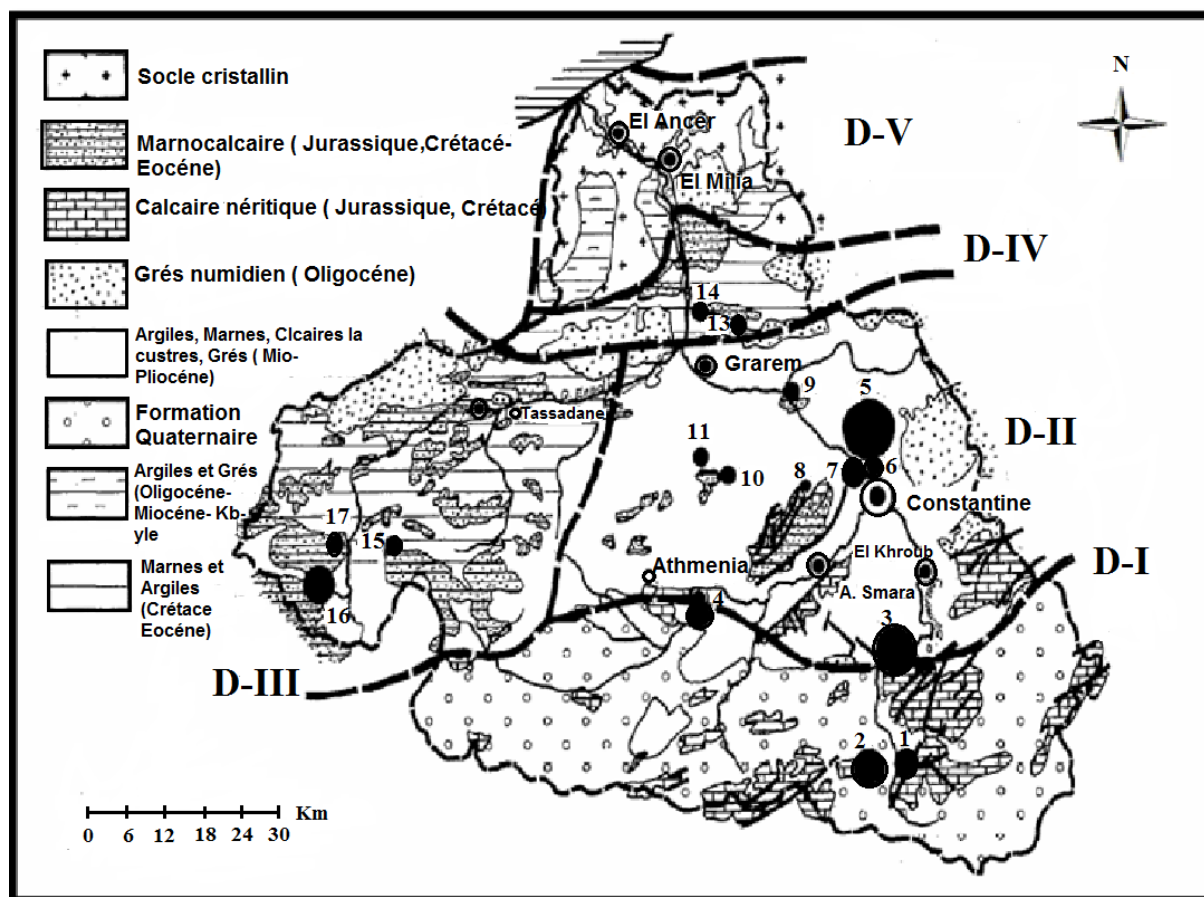 Socle cristallin
Marnocalcaire ( Jurassique,Crétacé-
Eocéne)
Calcaire néritique ( Jurassique, Crétacé)
Grés numidien ( Oligocéne)
Argiles, Marnes, Clcaires la
custres, Grés ( Mio-
Pliocéne)
Formation
Quaternaire
Argiles et Grés
(Oligocéne-
Miocéne- Kb-
yle
Marnes et
Argiles
(Crétace
Eocéne)
N
El Ancer
El Milia
D-V
D-IV
14
13
Grarem
9
5
Tassadane
D-II
11
10
8
7
6
Constantine
17
15
16
Athmenia
El Khroub
A. Smara
D-I
4
3
D-III
2
1
Km
0 6 12 18 24 30